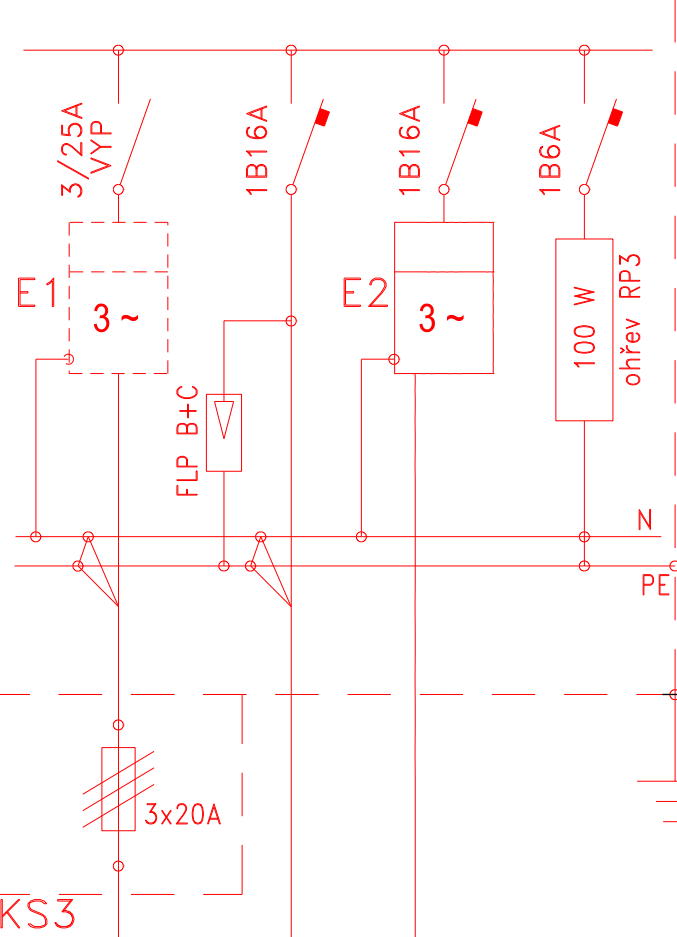 3/25A
VYP
1B16A
1B16A
1B6A
E1
3 ~
E2
3 ~
100 W
ohřev RP3
FLP B+C
N
PE
3x20A
KS3